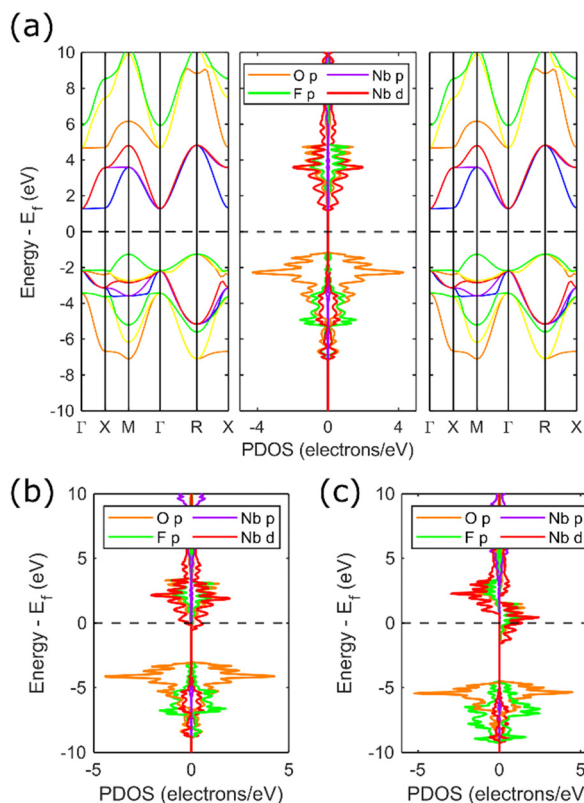 (a)
10
8
6
4
2
0
-2
-4
-6
-8
-10
Energy - E_f (eV)
Γ X M Γ R X
O p Nb p
F p Nb d
-4 0 4
PDOS (electrons/eV)
Γ X M Γ R X
(b)
10
5
0
-5
-10
Energy - E_f (eV)
O p Nb p
F p Nb d
-5 0 5
PDOS (electrons/eV)
(c)
10
5
0
-5
-10
Energy - E_f (eV)
O p Nb p
F p Nb d
-5 0 5
PDOS (electrons/eV)